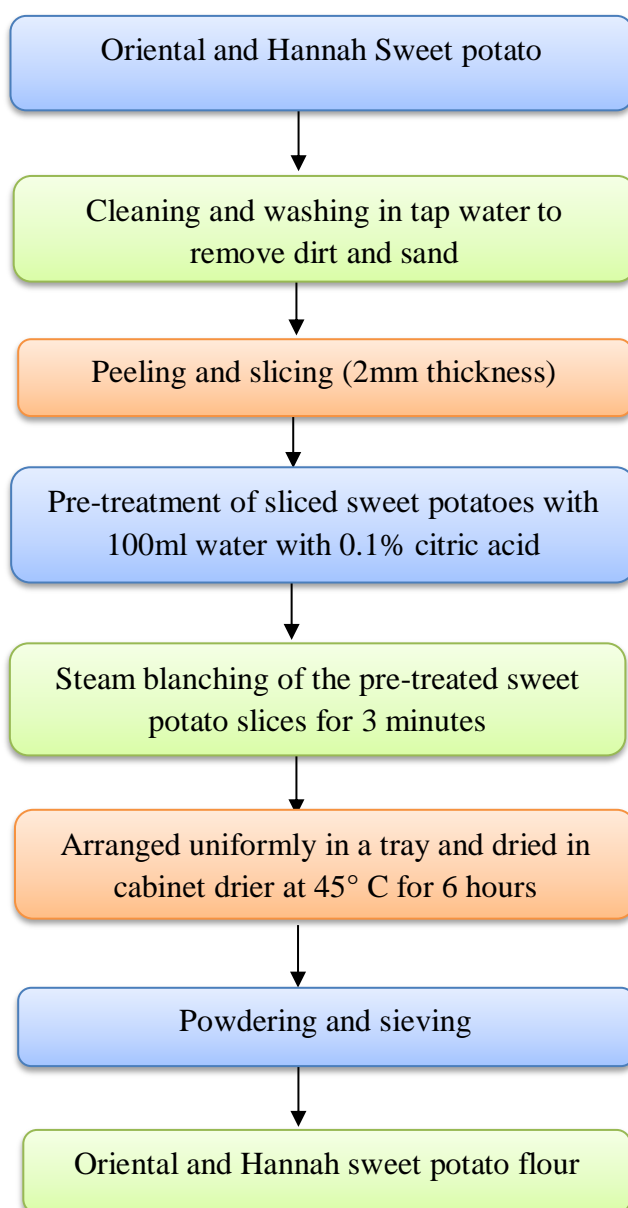 Oriental and Hannah Sweet potato
Cleaning and washing in tap water to
remove dirt and sand
Peeling and slicing (2mm thickness)
Pre-treatment of sliced sweet potatoes with
100ml water with 0.1% citric acid
Steam blanching of the pre-treated sweet
potato slices for 3 minutes
Arranged uniformly in a tray and dried in
cabinet drier at 45° C for 6 hours
Powdering and sieving
Oriental and Hannah sweet potato flour